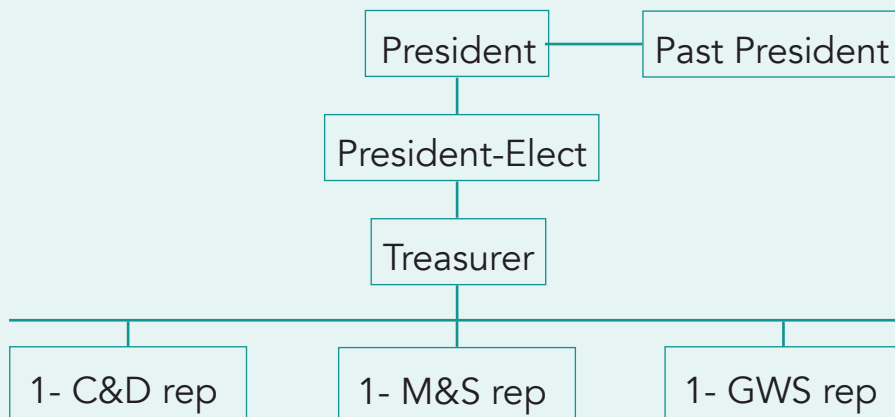 President
Past President
President-Elect
Treasurer
1- C&D rep
1- M&S rep
1- GWS rep